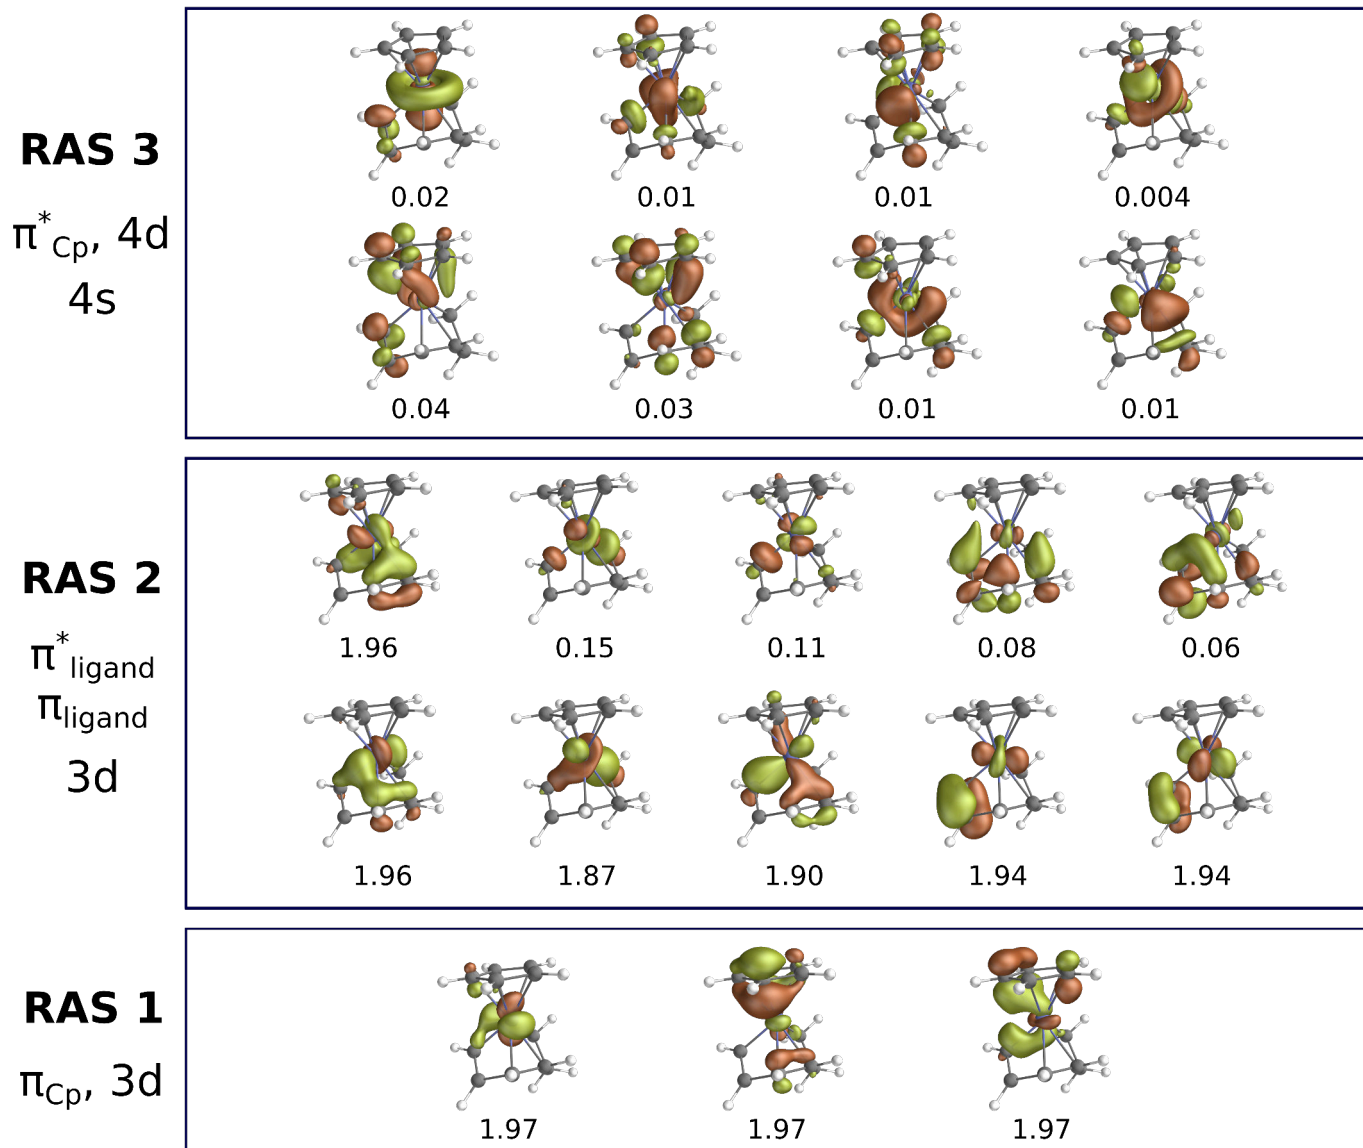 RAS 3
π*Cp, 4d
4s
0.02 0.01 0.01 0.004
0.04 0.03 0.01 0.01
RAS 2
π*ligand
πligand
3d
1.96 0.15 0.11 0.08 0.06
1.96 1.87 1.90 1.94 1.94
RAS 1
πCp, 3d
1.97 1.97 1.97